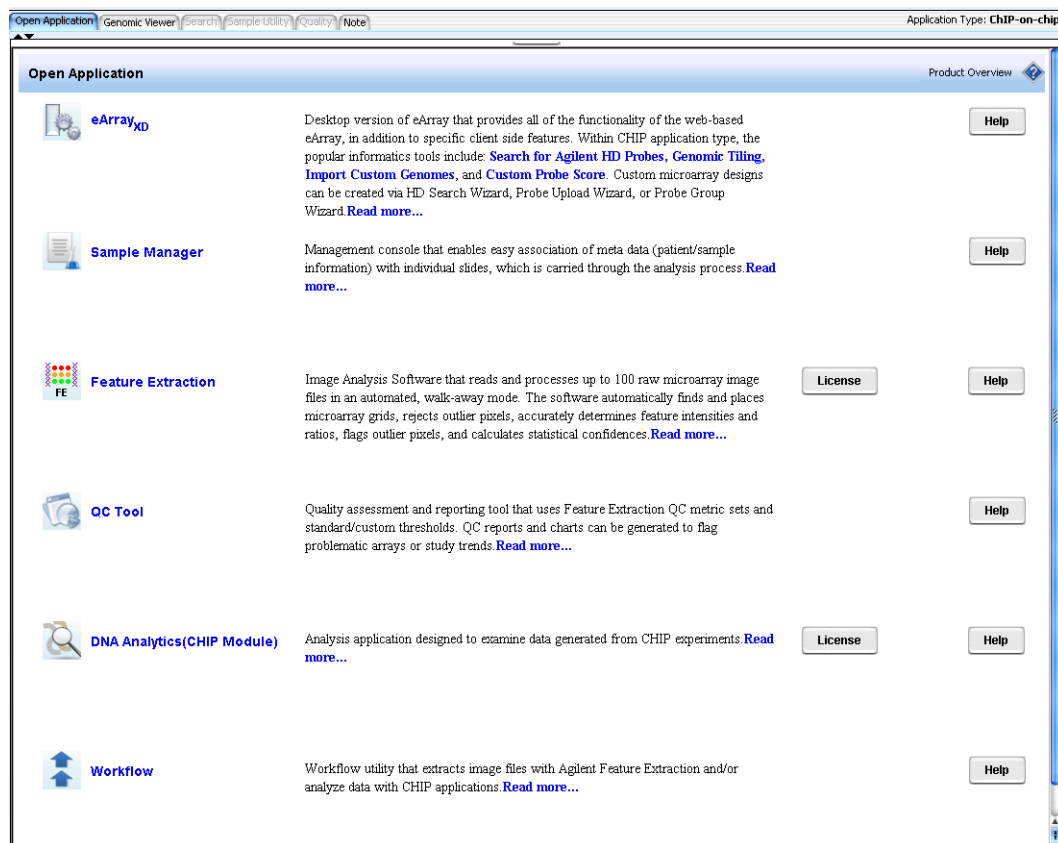 Open Application Genomic Viewer Search Sample Utility Quality Note Application Type: ChIP-on-chip
Open Application Product Overview ?
eArrayXD
Desktop version of eArray that provides all of the functionality of the web-based
eArray, in addition to specific client side features. Within CHIP application type, the
popular informatics tools include: Search for Agilent HD Probes, Genomic Tiling,
Import Custom Genomes, and Custom Probe Score. Custom microarray designs
can be created via HD Search Wizard, Probe Upload Wizard, or Probe Group
Wizard.Read more...
Help
Sample Manager
Management console that enables easy association of meta data (patient/sample
information) with individual slides, which is carried through the analysis process.Read
more...
Help
FE
Feature Extraction
Image Analysis Software that reads and processes up to 100 raw microarray image
files in an automated, walk-away mode. The software automatically finds and places
microarray grids, rejects outlier pixels, accurately determines feature intensities and
ratios, flags outlier pixels, and calculates statistical confidences.Read more...
License
Help
QC Tool
Quality assessment and reporting tool that uses Feature Extraction QC metric sets and
standard/custom thresholds. QC reports and charts can be generated to flag
problematic arrays or study trends.Read more...
Help
DNA Analytics(CHIP Module)
Analysis application designed to examine data generated from CHIP experiments.Read
more...
License
Help
Workflow
Workflow utility that extracts image files with Agilent Feature Extraction and/or
analyze data with CHIP applications.Read more...
Help